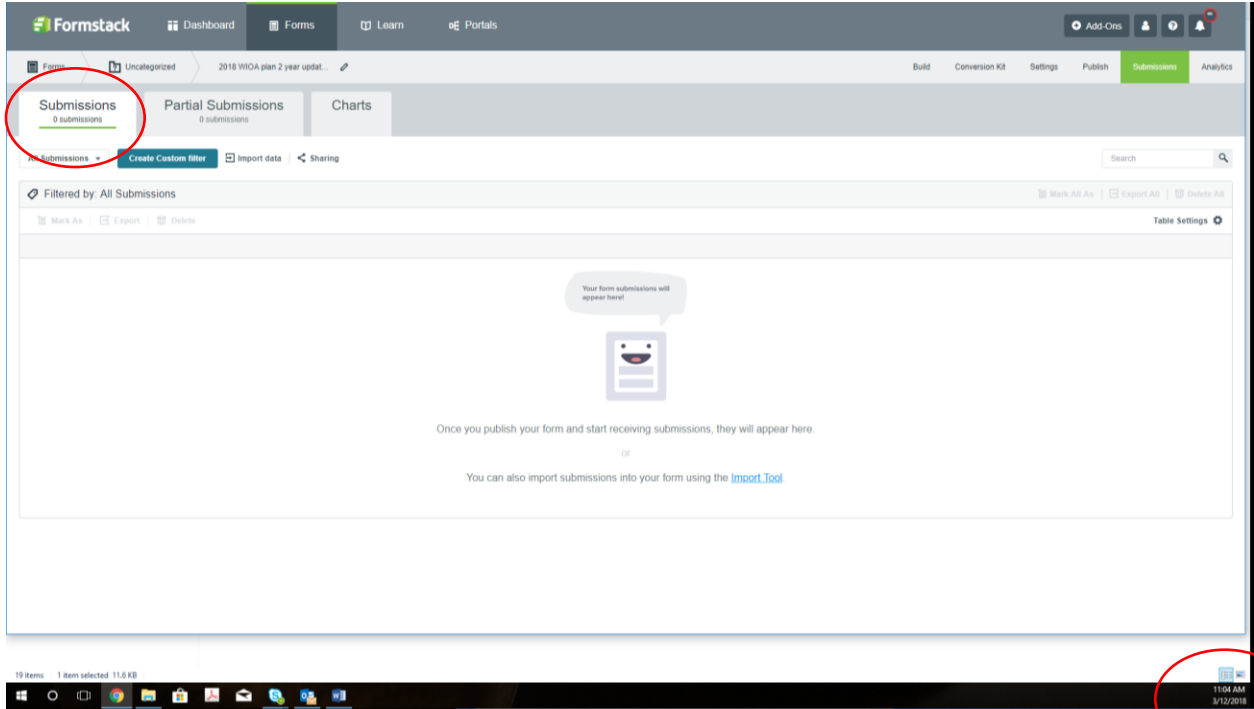 Formstack Dashboard Forms Learn Portals Add-Ons
Forms Uncategorized 2018 WIOA plan 2 year updat... Build Conversion Kit Settings Publish Submissions Analytics
Submissions Partial Submissions Charts
0 submissions 0 submissions
All Submissions Create Custom filter Import data Sharing Search
Filtered by: All Submissions Mark All As Export All Delete All
Mark As Export Delete Table Settings
Your form submissions will
appear here!
Once you publish your form and start receiving submissions, they will appear here.
or
You can also import submissions into your form using the Import Tool.
19 items 1 item selected 11.6 KB
11:04 AM
3/12/2018